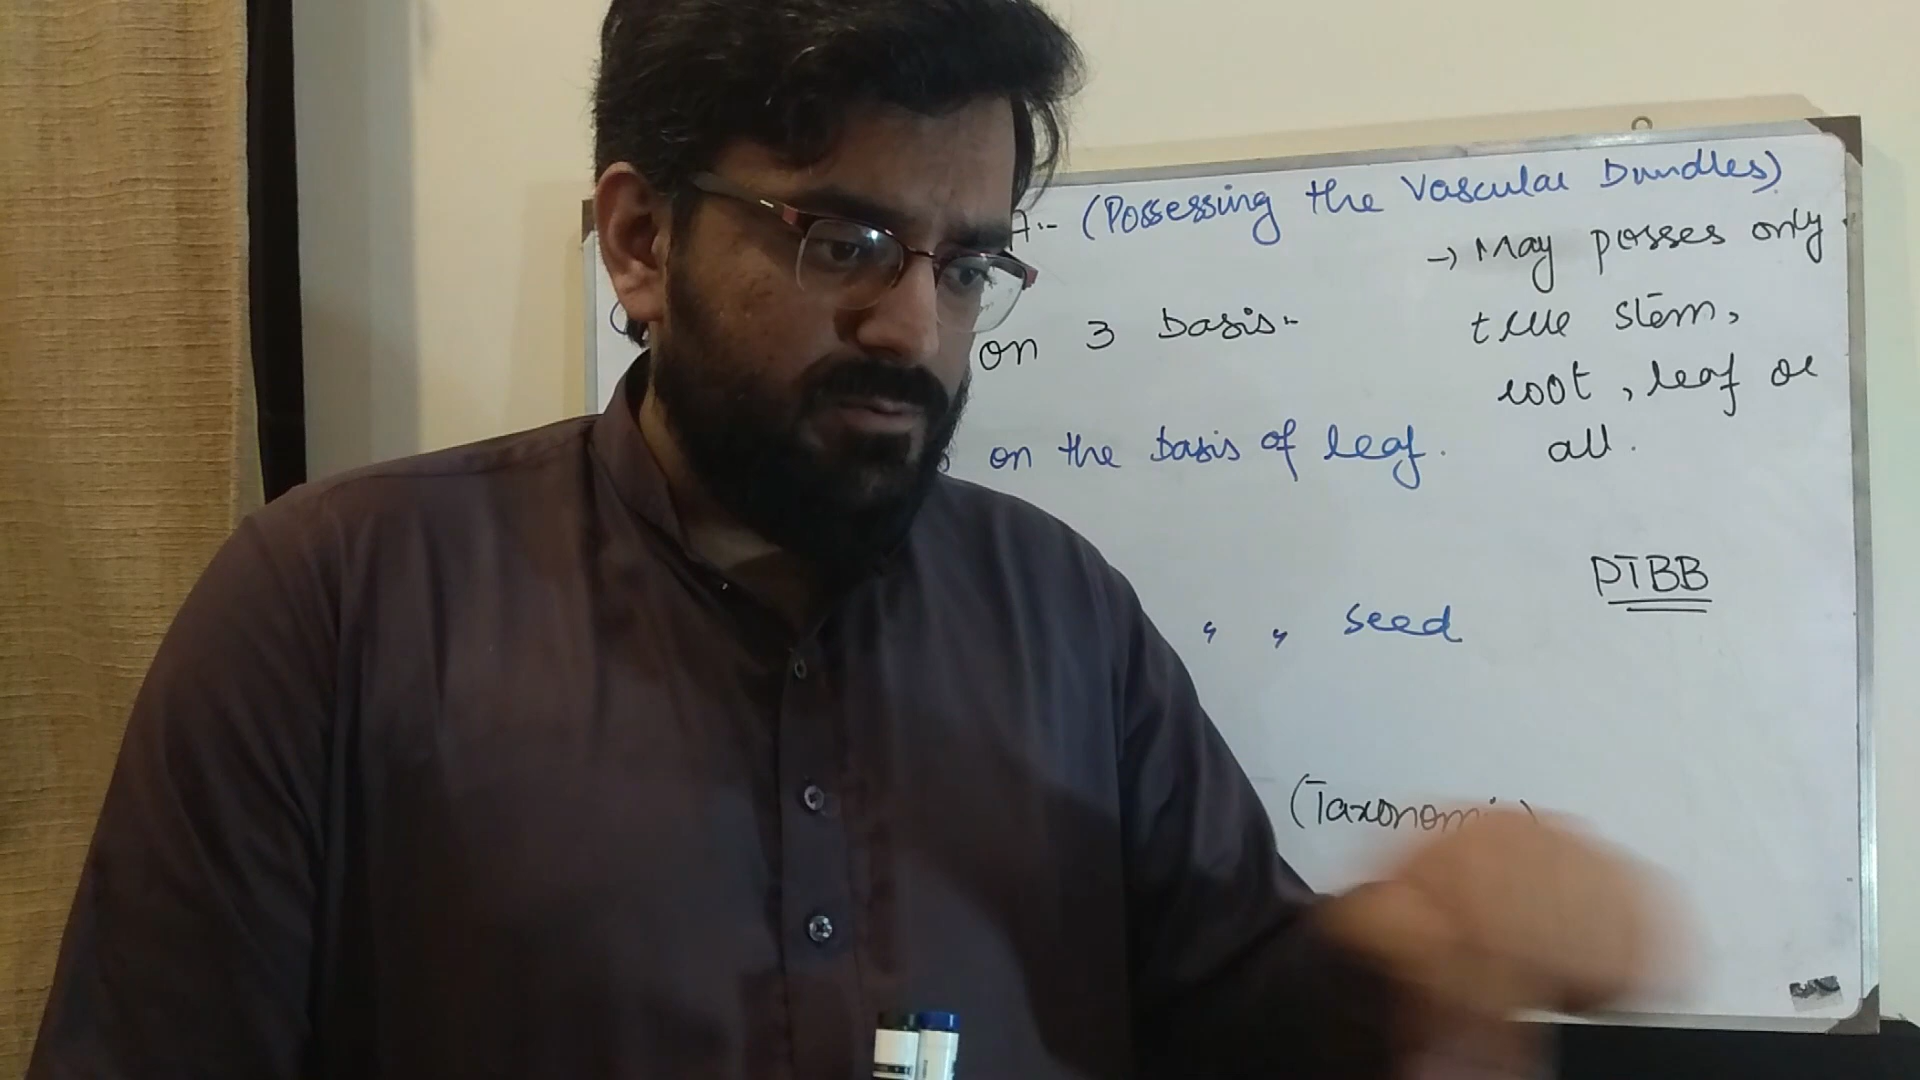 A:- (Possessing the Vascular Bundles)
→ May posses only
true stem,
root, leaf or
all.
on 3 basis:-
on the basis of leaf.
PTBB
〃 〃 seed
(Taxonomi